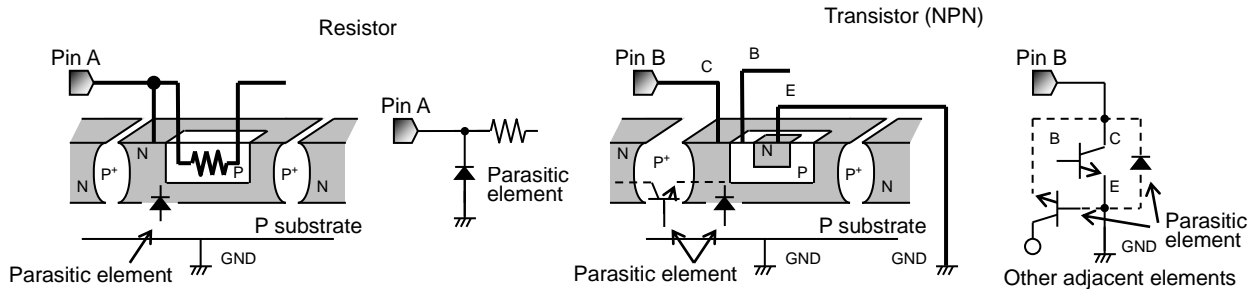 Resistor
Transistor (NPN)
Pin A
Pin B
C
B
E
Pin B
Pin A
N
N
P
P+
P+
N
Parasitic
element
P substrate
GND
Parasitic element
N
P+
N
P
P+
N
P substrate
GND
GND
Parasitic element
B
C
E
Parasitic
element
GND
Other adjacent elements